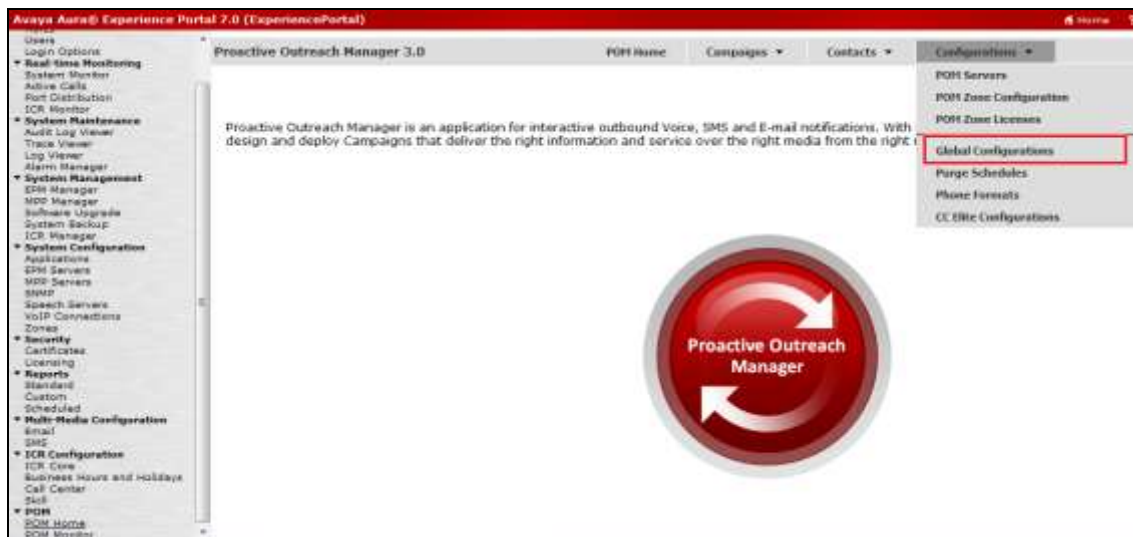 Avaya Aura® Experience Portal 7.0 (ExperiencePortal)
Home
Users
Login Options
Real-time Monitoring
System Monitor
Active Calls
Port Distribution
ICR Monitor
System Maintenance
Audit Log Viewer
Trace Viewer
Log Viewer
Alarm Manager
System Management
EPM Manager
MPP Manager
Software Upgrade
System Backup
ICR Manager
System Configuration
Applications
EPM Servers
MPP Servers
SNMP
Speech Servers
VoIP Connections
Zones
Security
Certificates
Licensing
Reports
Standard
Custom
Scheduled
Multi-Media Configuration
Email
SMS
ICR Configuration
ICR Core
Business Hours and Holidays
Call Center
Skill
POM
POM Home
POM Monitor
Proactive Outreach Manager 3.0
POM Home
Campaigns
Contacts
Configurations
POM Servers
POM Zone Configuration
POM Zone Licenses
Global Configurations
Purge Schedules
Phone Formats
CC Elite Configurations
Proactive Outreach Manager is an application for interactive outbound Voice, SMS and E-mail notifications. With
design and deploy Campaigns that deliver the right information and service over the right media from the right
Proactive Outreach
Manager